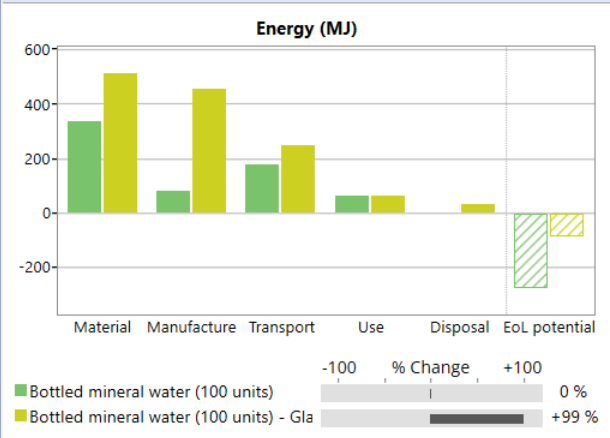 Energy (MJ)
600
400
200
0
-200
Material Manufacture Transport Use Disposal EoL potential
-100 % Change +100
Bottled mineral water (100 units) 0 %
Bottled mineral water (100 units) - Gla +99 %